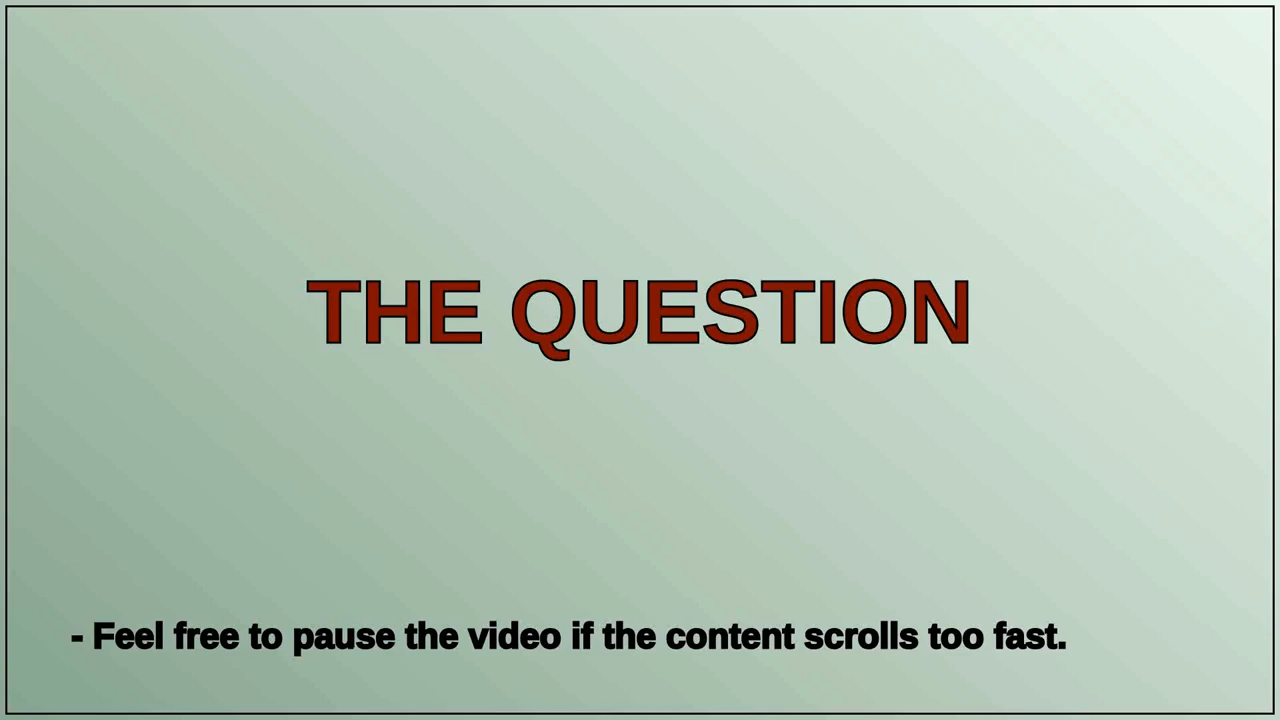 THE QUESTION
- Feel free to pause the video if the content scrolls too fast.